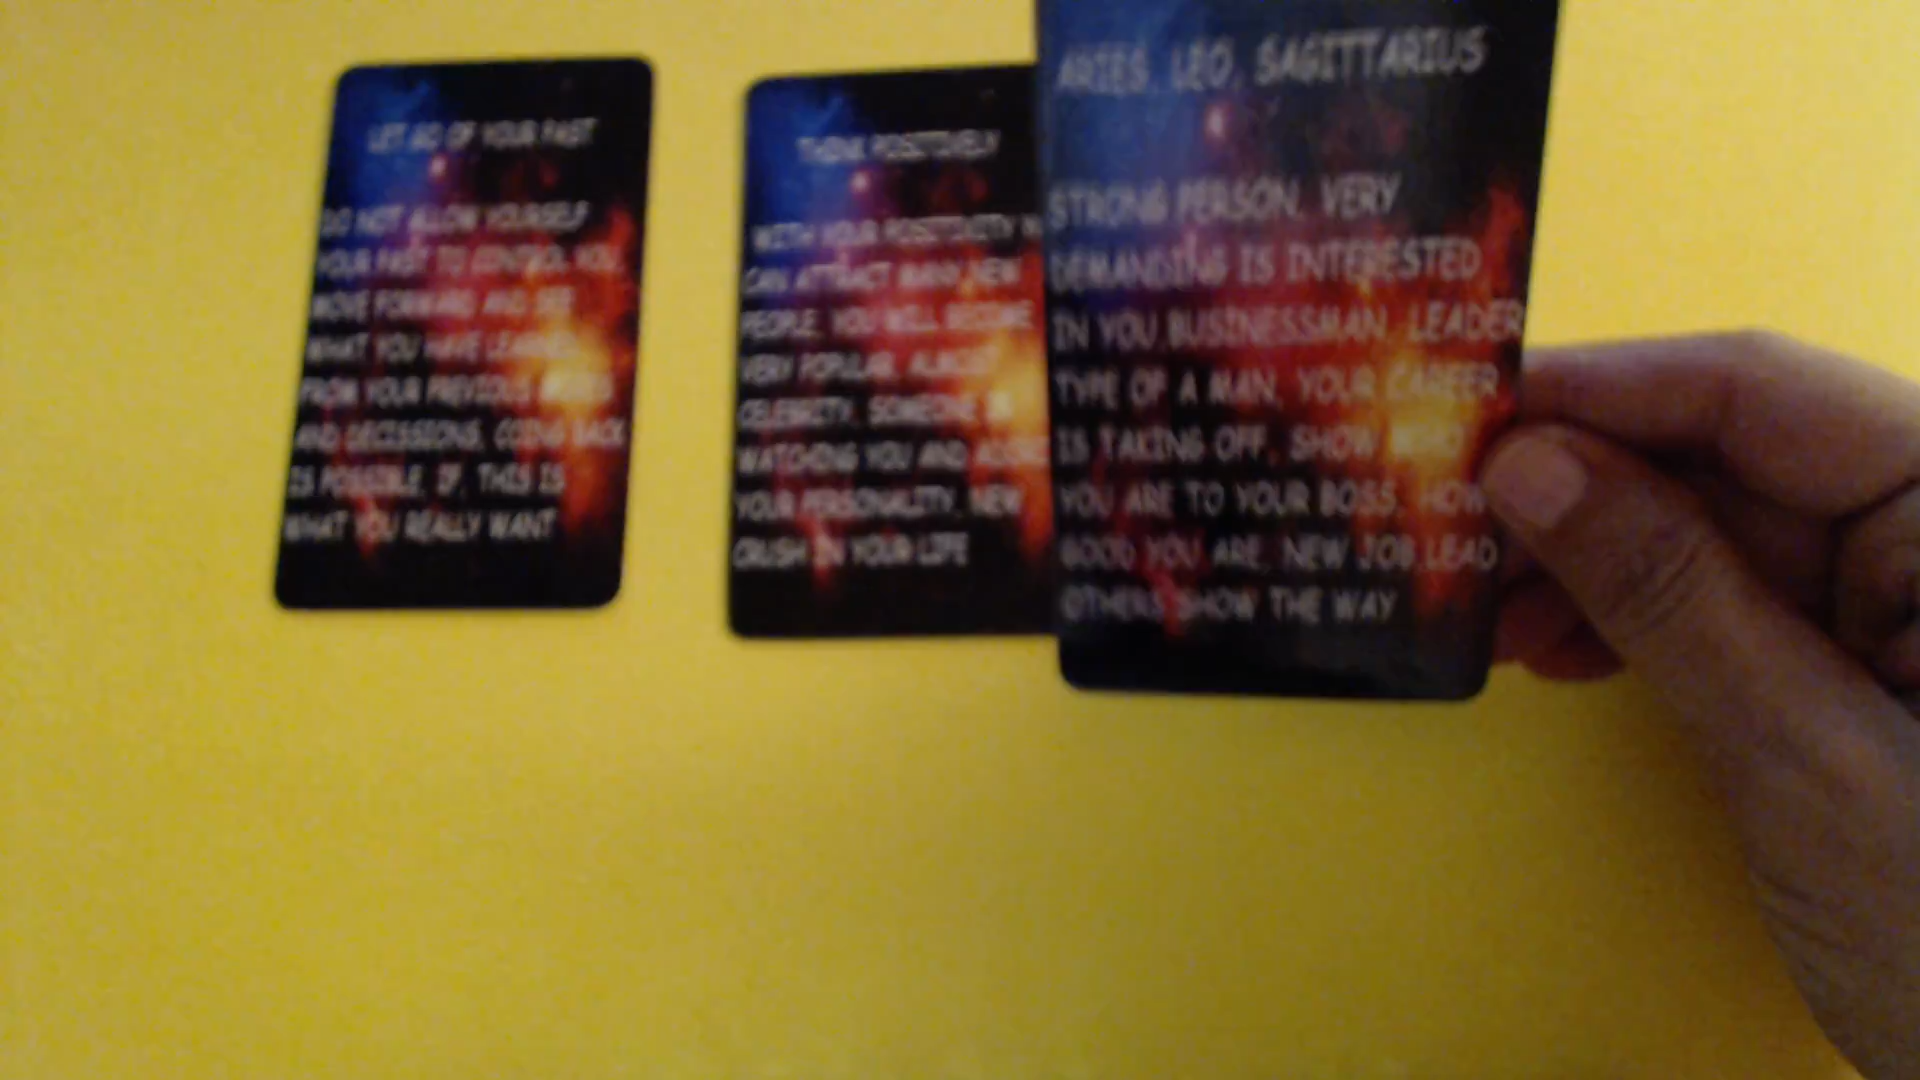 LET GO OF YOUR PAST
DO NOT ALLOW YOURSELF
YOUR PAST TO CONTROL YOU,
MOVE FORWARD AND SEE
WHAT YOU HAVE
FROM YOUR PREVIOUS
AND DECISSIONS, GOING BACK
IS POSSIBLE, IF, THIS IS
WHAT YOU REALLY WANT
THINK POSITIVELY
WITH YOUR POSITIVITY
CAN ATTRACT MANY NEW
PEOPLE, YOU WILL BECOME
VERY POPULAR, ALMOST
CELEBRITY, SOMEONE IS
WATCHING YOU AND
YOUR PERSONALITY, NEW
CRUSH IN YOUR LIFE
ARIES, LEO, SAGITTARIUS
STRONG PERSON, VERY
DEMANDING IS INTERESTED
IN YOU,BUSINESSMAN, LEADER
TYPE OF A MAN, YOUR CAREER
IS TAKING OFF, SHOW WHO
YOU ARE TO YOUR BOSS, HOW
GOOD YOU ARE, NEW JOB,LEAD
OTHERS SHOW THE WAY